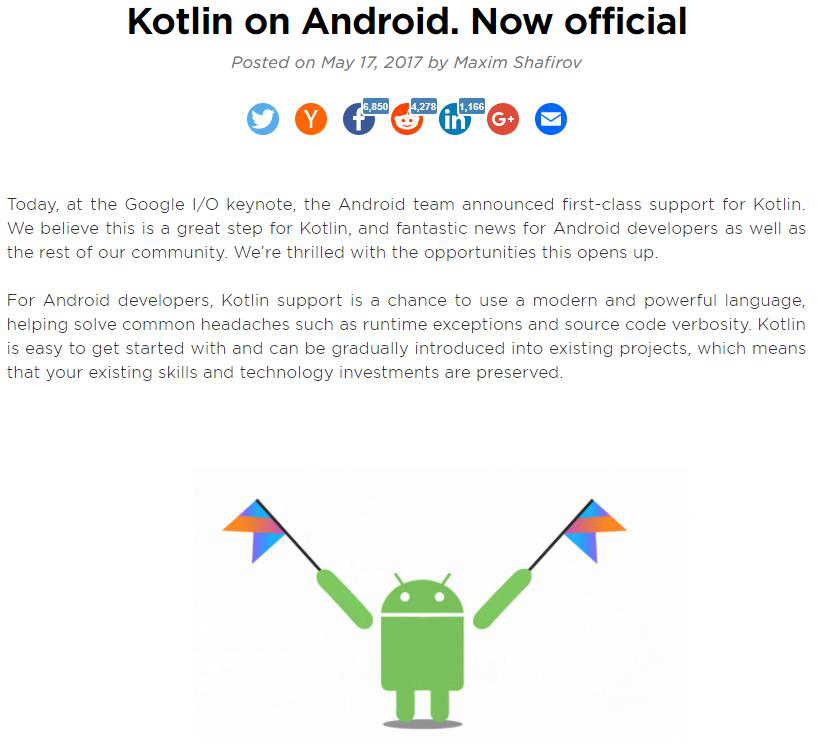 Kotlin on Android. Now official
Posted on May 17, 2017 by Maxim Shafirov
6,850
4,278
1,166
Y
f
in
G+
Today, at the Google I/O keynote, the Android team announced first-class support for Kotlin.
We believe this is a great step for Kotlin, and fantastic news for Android developers as well as
the rest of our community. We’re thrilled with the opportunities this opens up.
For Android developers, Kotlin support is a chance to use a modern and powerful language,
helping solve common headaches such as runtime exceptions and source code verbosity. Kotlin
is easy to get started with and can be gradually introduced into existing projects, which means
that your existing skills and technology investments are preserved.